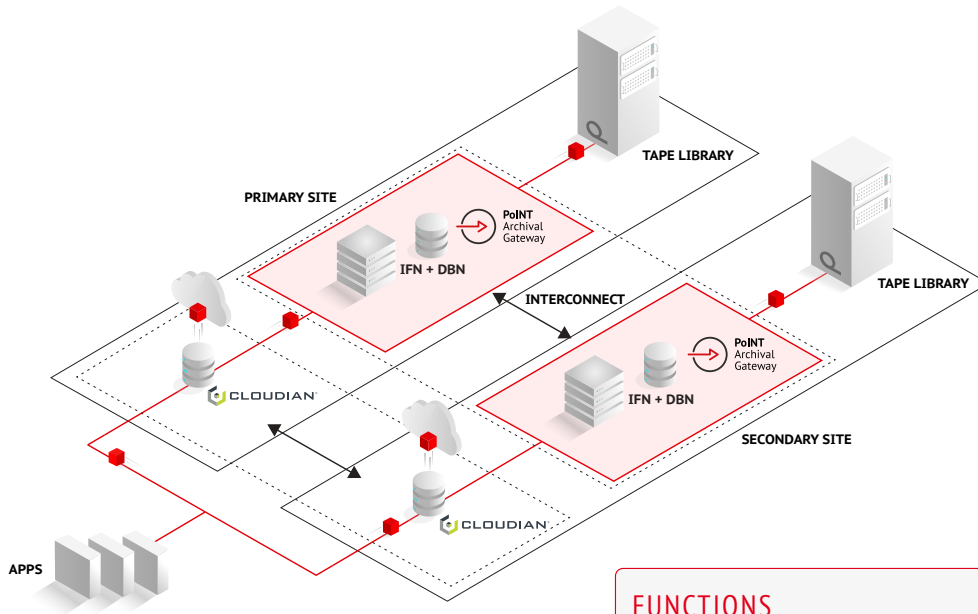 TAPE LIBRARY
PRIMARY SITE
PoINT
Archival
Gateway
IFN + DBN
TAPE LIBRARY
INTERCONNECT
PoINT
Archival
Gateway
IFN + DBN
CLOUDIAN
SECONDARY SITE
CLOUDIAN
APPS
FUNCTIONS